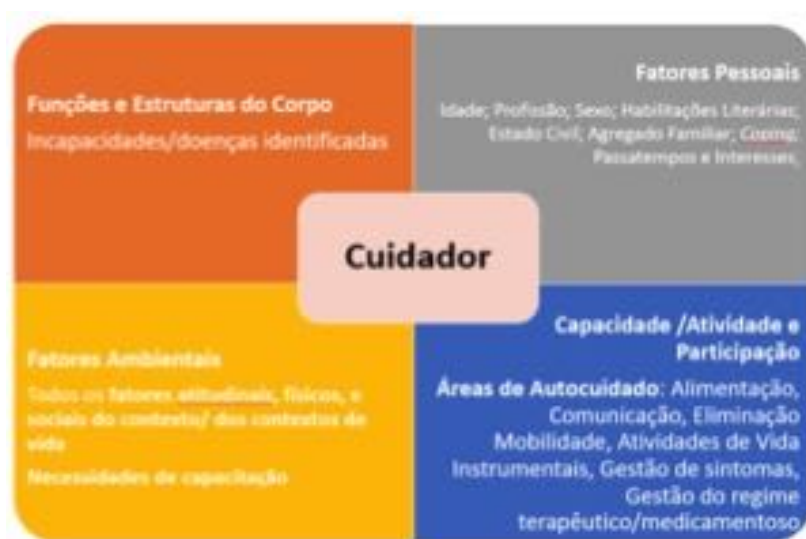 Funções e Estruturas do Corpo
Incapacidades/doenças identificadas
Fatores Pessoais
Idade; Profissão; Sexo; Habilitações Literárias;
Estado Civil; Agregado Familiar; Coping;
Passatempos e Interesses;
Cuidador
Fatores Ambientais
Todos os fatores atitudinais, físicos, e
sociais do contexto/ dos contextos de
vida
Necessidades de capacitação
Capacidade /Atividade e
Participação
Áreas de Autocuidado: Alimentação,
Comunicação, Eliminação
Mobilidade, Atividades de Vida
Instrumentais, Gestão de sintomas,
Gestão do regime
terapêutico/medicamentoso